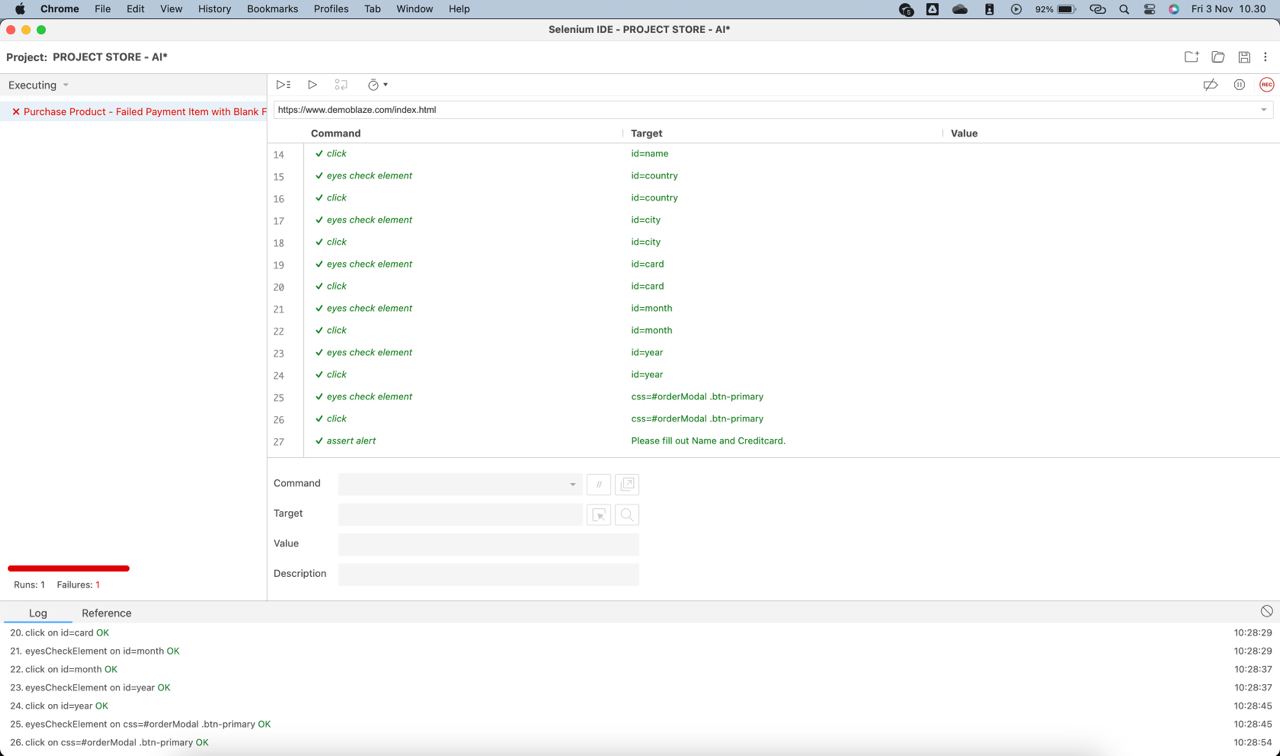 Chrome File Edit View History Bookmarks Profiles Tab Window Help 92% Fri 3 Nov 10.30
Selenium IDE - PROJECT STORE - AI*
Project: PROJECT STORE - AI*
Executing
Purchase Product - Failed Payment Item with Blank F
REC
https://www.demoblaze.com/index.html
Command Target Value
14 click id=name
15 eyes check element id=country
16 click id=country
17 eyes check element id=city
18 click id=city
19 eyes check element id=card
20 click id=card
21 eyes check element id=month
22 click id=month
23 eyes check element id=year
24 click id=year
25 eyes check element css=#orderModal .btn-primary
26 click css=#orderModal .btn-primary
27 assert alert Please fill out Name and Creditcard.
Command //
Target
Value
Description
Runs: 1 Failures: 1
Log Reference
20. click on id=card OK 10:28:29
21. eyesCheckElement on id=month OK 10:28:29
22. click on id=month OK 10:28:37
23. eyesCheckElement on id=year OK 10:28:37
24. click on id=year OK 10:28:45
25. eyesCheckElement on css=#orderModal .btn-primary OK 10:28:45
26. click on css=#orderModal .btn-primary OK 10:28:54